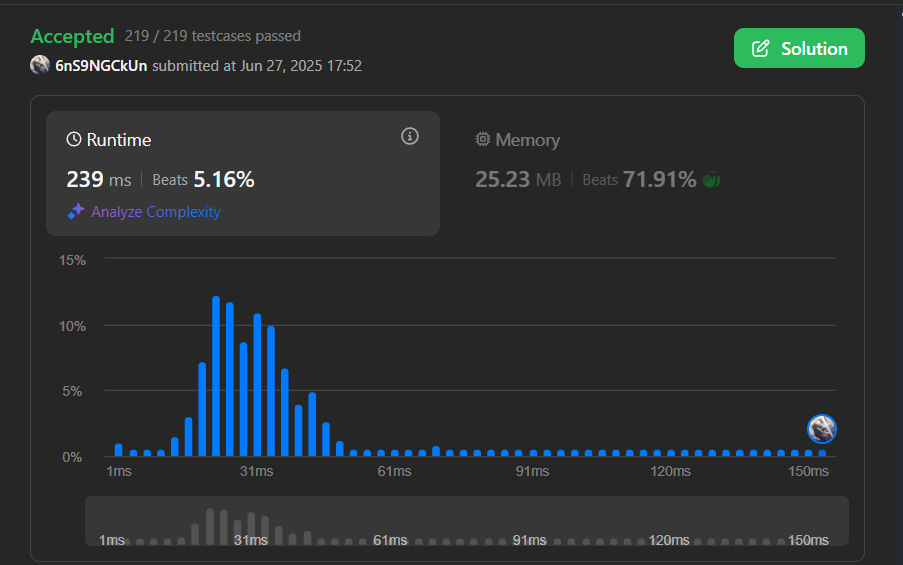 Accepted 219 / 219 testcases passed
Solution
6nS9NGCkUn submitted at Jun 27, 2025 17:52
Runtime
239 ms | Beats 5.16%
Analyze Complexity
Memory
25.23 MB | Beats 71.91%
15%
10%
5%
0%
1ms 31ms 61ms 91ms 120ms 150ms
1ms 31ms 61ms 91ms 120ms 150ms